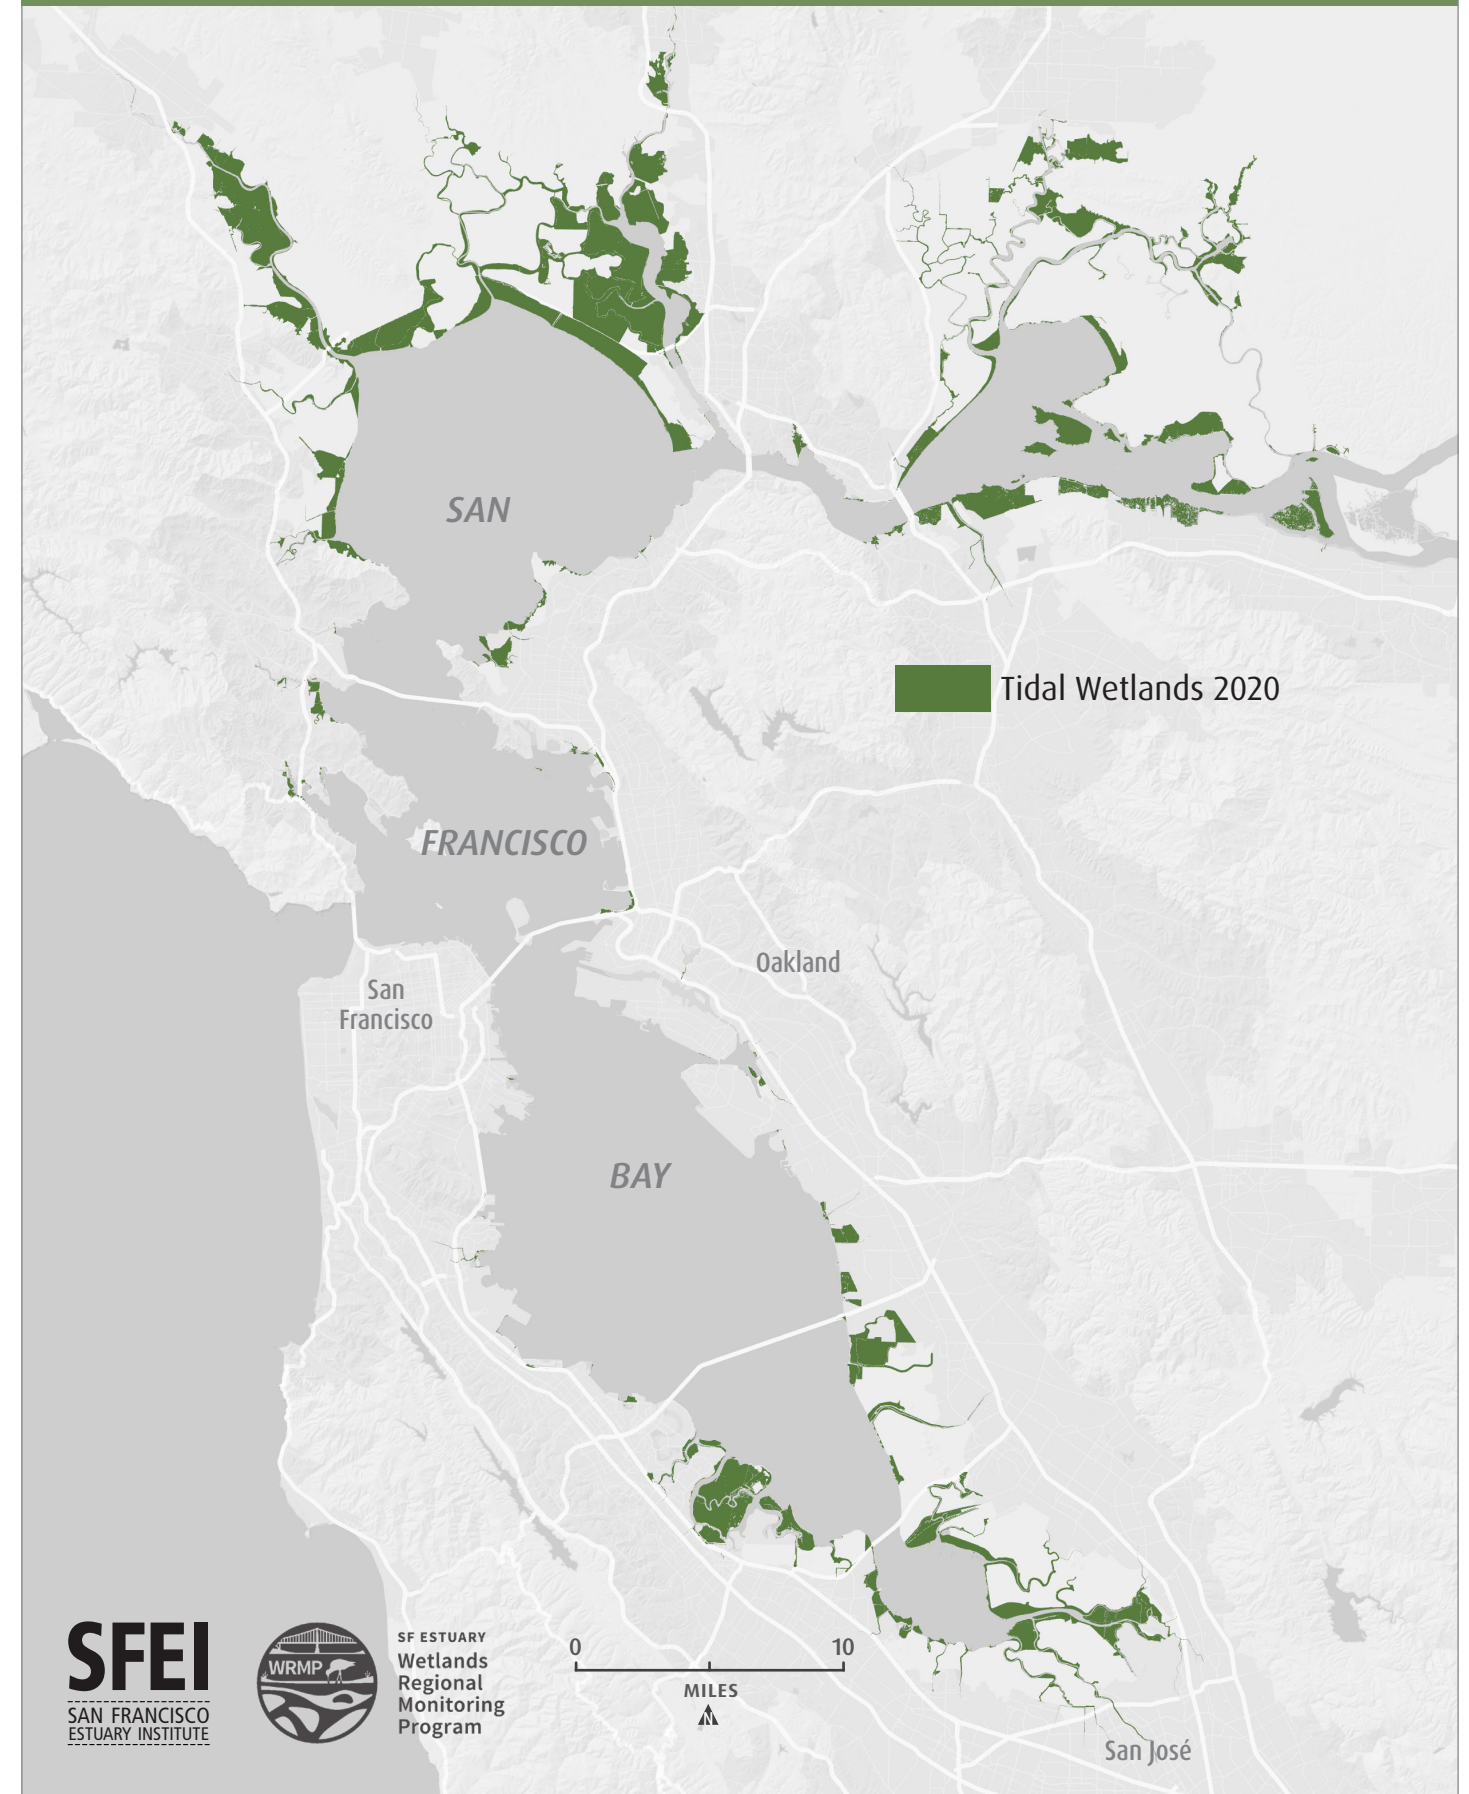 SAN
Tidal Wetlands 2020
FRANCISCO
Oakland
San
Francisco
BAY
SFEI
SAN FRANCISCO
ESTUARY INSTITUTE
WRMP
SF ESTUARY
Wetlands
Regional
Monitoring
Program
0
10
MILES
N
San José